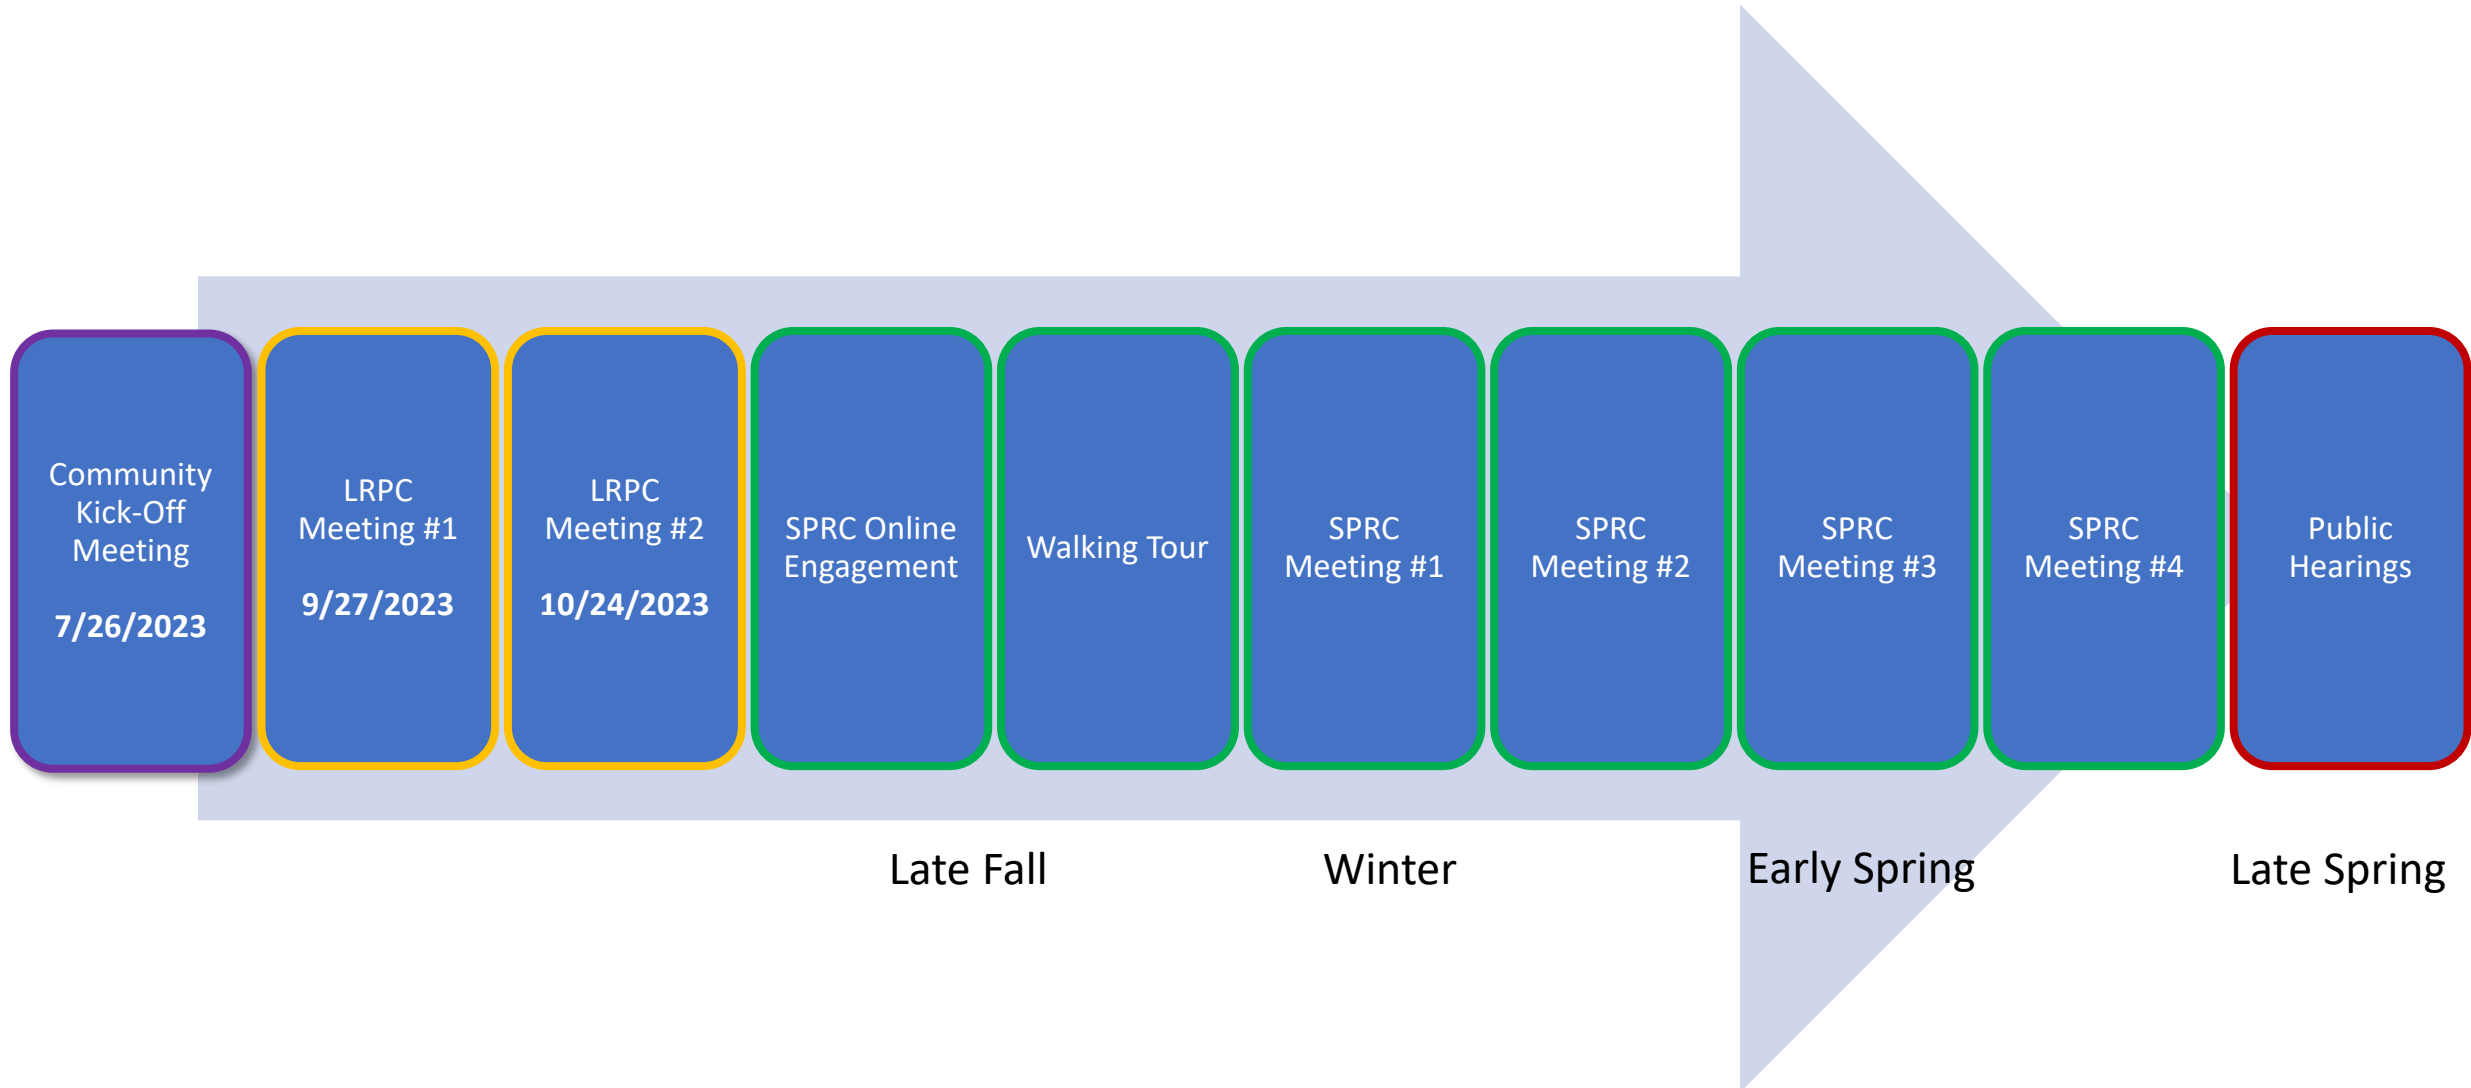 Community
Kick-Off
Meeting
7/26/2023
LRPC
Meeting #1
9/27/2023
LRPC
Meeting #2
10/24/2023
SPRC Online
Engagement
Walking Tour
SPRC
Meeting #1
SPRC
Meeting #2
SPRC
Meeting #3
SPRC
Meeting #4
Public
Hearings
Late Fall
Winter
Early Spring
Late Spring